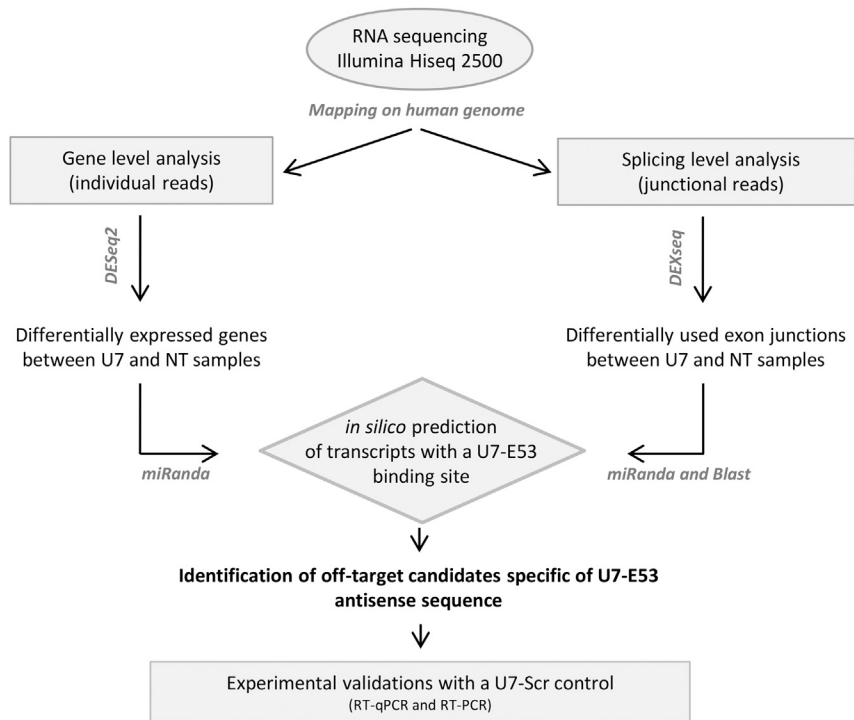 RNA sequencing
Illumina Hiseq 2500
Mapping on human genome
Gene level analysis
(individual reads)
Splicing level analysis
(junctional reads)
DESeq2
DEXseq
Differentially expressed genes
between U7 and NT samples
Differentially used exon junctions
between U7 and NT samples
in silico prediction
of transcripts with a U7-E53
binding site
miRanda
miRanda and Blast
Identification of off-target candidates specific of U7-E53
antisense sequence
Experimental validations with a U7-Scr control
(RT-qPCR and RT-PCR)